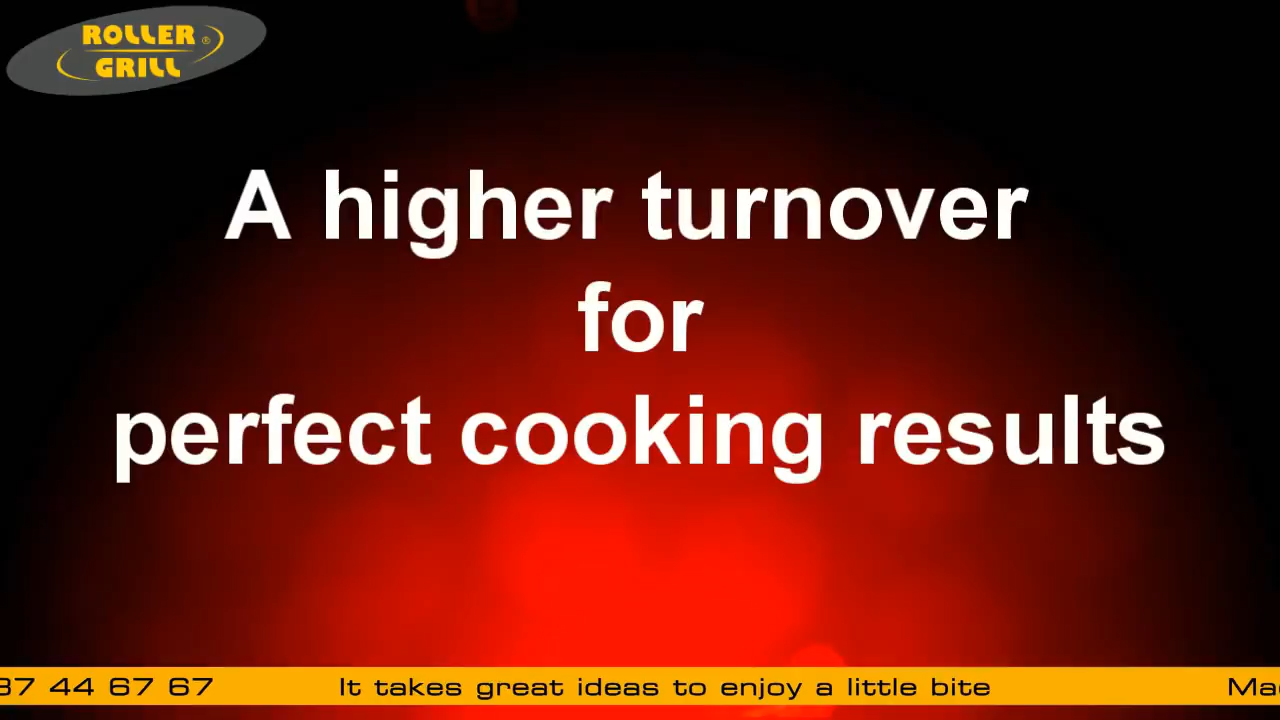 ROLLER ®
GRILL
A higher turnover
for
perfect cooking results
37 44 67 67 It takes great ideas to enjoy a little bite